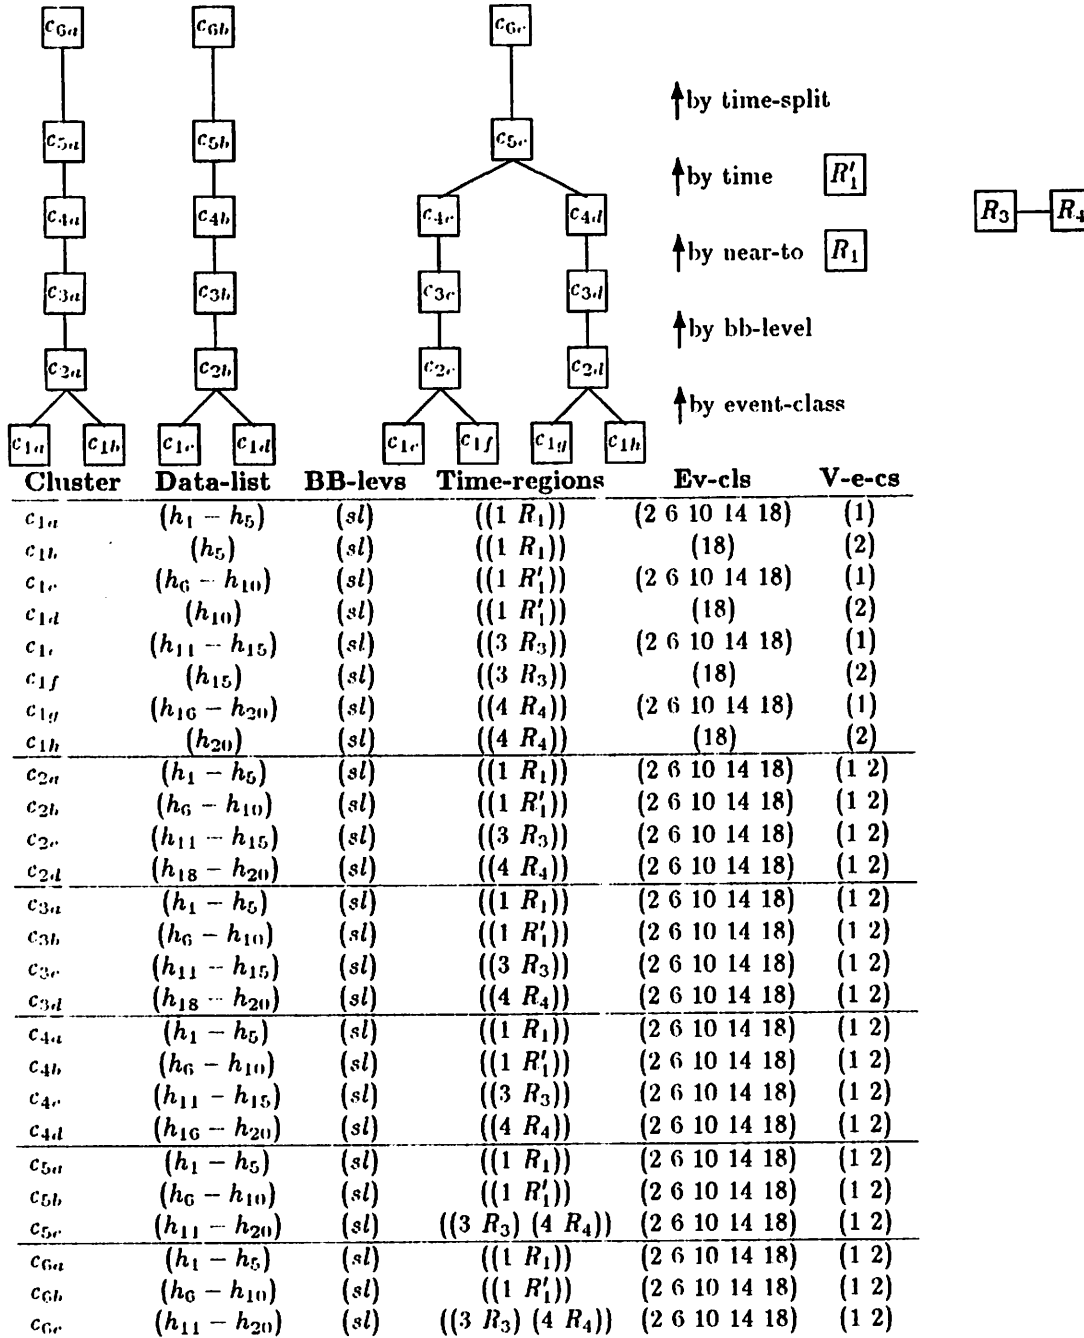 c6a c6b c6c
by time-split
c5a c5b c5c
by time R′1
c4a c4b c4c c4d R3 R4
by near-to R1
c3a c3b c3c c3d
by bb-level
c2a c2b c2c c2d
by event-class
c1a c1b c1c c1d c1e c1f c1g c1h
Cluster Data-list BB-levs Time-regions Ev-cls V-e-cs
c1a (h1 – h5) (sl) ((1 R1)) (2 6 10 14 18) (1)
c1b (h5) (sl) ((1 R1)) (18) (2)
c1c (h6 – h10) (sl) ((1 R′1)) (2 6 10 14 18) (1)
c1d (h10) (sl) ((1 R′1)) (18) (2)
c1e (h11 – h15) (sl) ((3 R3)) (2 6 10 14 18) (1)
c1f (h15) (sl) ((3 R3)) (18) (2)
c1g (h16 – h20) (sl) ((4 R4)) (2 6 10 14 18) (1)
c1h (h20) (sl) ((4 R4)) (18) (2)
c2a (h1 – h5) (sl) ((1 R1)) (2 6 10 14 18) (1 2)
c2b (h6 – h10) (sl) ((1 R′1)) (2 6 10 14 18) (1 2)
c2c (h11 – h15) (sl) ((3 R3)) (2 6 10 14 18) (1 2)
c2d (h18 – h20) (sl) ((4 R4)) (2 6 10 14 18) (1 2)
c3a (h1 – h5) (sl) ((1 R1)) (2 6 10 14 18) (1 2)
c3b (h6 – h10) (sl) ((1 R′1)) (2 6 10 14 18) (1 2)
c3c (h11 – h15) (sl) ((3 R3)) (2 6 10 14 18) (1 2)
c3d (h18 – h20) (sl) ((4 R4)) (2 6 10 14 18) (1 2)
c4a (h1 – h5) (sl) ((1 R1)) (2 6 10 14 18) (1 2)
c4b (h6 – h10) (sl) ((1 R′1)) (2 6 10 14 18) (1 2)
c4c (h11 – h15) (sl) ((3 R3)) (2 6 10 14 18) (1 2)
c4d (h16 – h20) (sl) ((4 R4)) (2 6 10 14 18) (1 2)
c5a (h1 – h5) (sl) ((1 R1)) (2 6 10 14 18) (1 2)
c5b (h6 – h10) (sl) ((1 R′1)) (2 6 10 14 18) (1 2)
c5c (h11 – h20) (sl) ((3 R3) (4 R4)) (2 6 10 14 18) (1 2)
c6a (h1 – h5) (sl) ((1 R1)) (2 6 10 14 18) (1 2)
c6b (h6 – h10) (sl) ((1 R′1)) (2 6 10 14 18) (1 2)
c6c (h11 – h20) (sl) ((3 R3) (4 R4)) (2 6 10 14 18) (1 2)